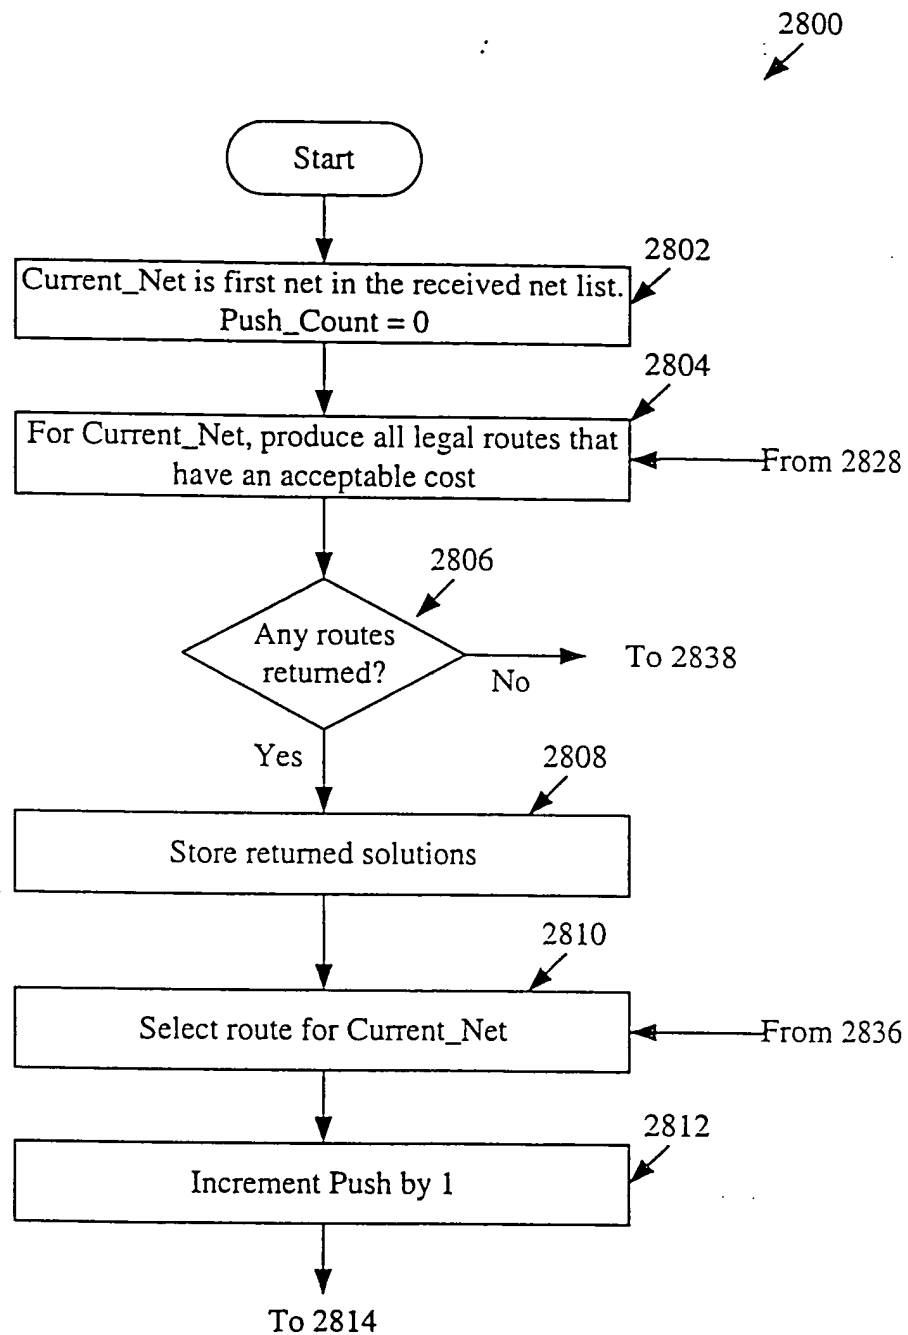 2800
Start
2802
Current_Net is first net in the received net list.
Push_Count = 0
2804
For Current_Net, produce all legal routes that
have an acceptable cost
From 2828
2806
Any routes
returned?
No
To 2838
Yes
2808
Store returned solutions
2810
Select route for Current_Net
From 2836
2812
Increment Push by 1
To 2814